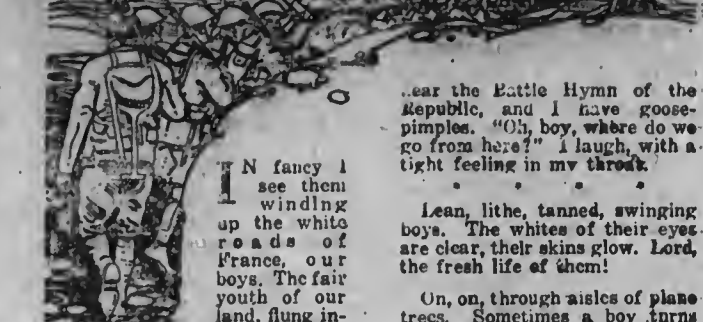 IN fancy I
see them
winding
up the white
roads of
France, our
boys. The fair
youth of our
land, flung in-
ear the Battle Hymn of the
Republic, and I have goose-
pimples. "Oh, boy, where do we
go from here?" I laugh, with a
tight feeling in my throat.
* * * *
Lean, lithe, tanned, swinging
boys. The whites of their eyes
are clear, their skins glow. Lord,
the fresh life of them!
On, on, through aisles of plane
trees. Sometimes a boy turns